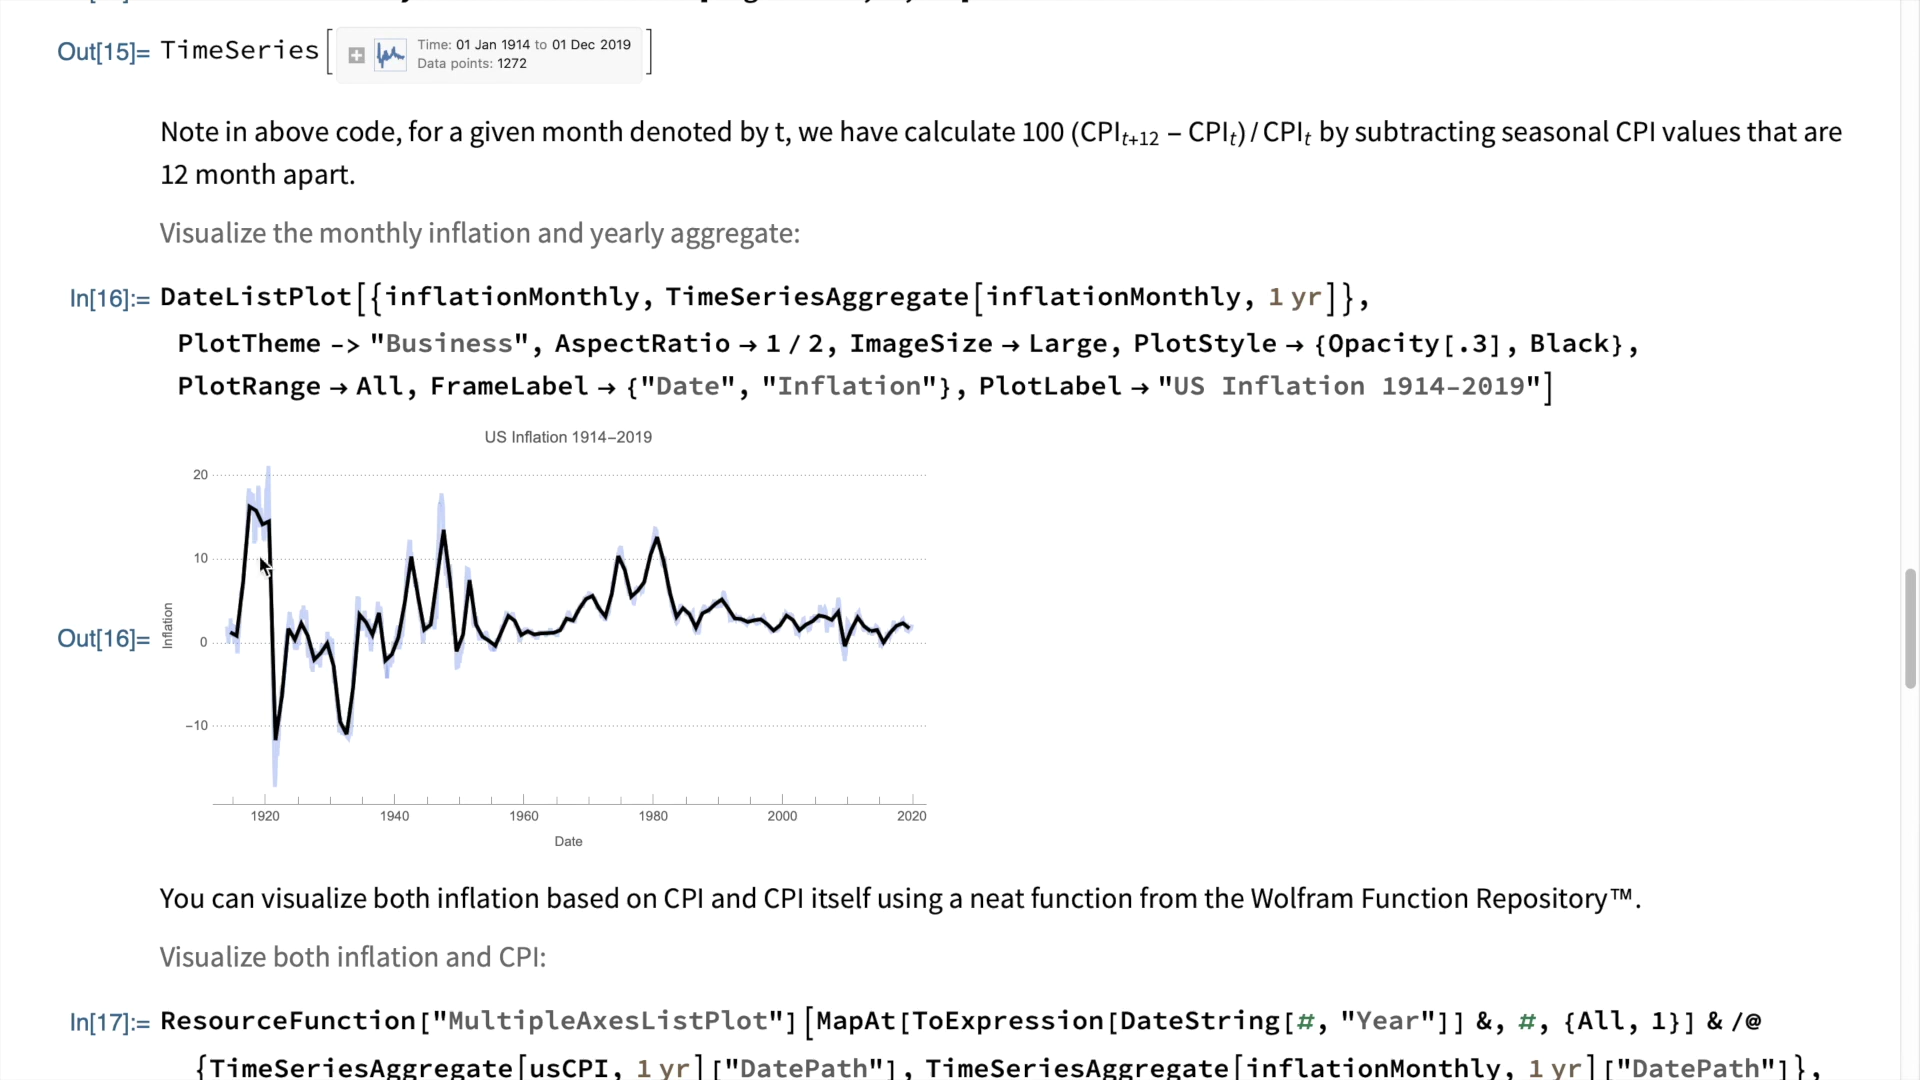 Out[15]= TimeSeries[ Time: 01 Jan 1914 to 01 Dec 2019
Data points: 1272 ]
Note in above code, for a given month denoted by t, we have calculate 100 (CPIt+12 – CPIt) / CPIt by subtracting seasonal CPI values that are
12 month apart.
Visualize the monthly inflation and yearly aggregate:
In[16]:= DateListPlot[{inflationMonthly, TimeSeriesAggregate[inflationMonthly, 1 yr]},
PlotTheme -> "Business", AspectRatio → 1 / 2, ImageSize → Large, PlotStyle → {Opacity[.3], Black},
PlotRange → All, FrameLabel → {"Date", "Inflation"}, PlotLabel → "US Inflation 1914–2019"]
US Inflation 1914–2019
20
10
0
−10
Inflation
Out[16]=
1920 1940 1960 1980 2000 2020
Date
You can visualize both inflation based on CPI and CPI itself using a neat function from the Wolfram Function Repository™.
Visualize both inflation and CPI:
In[17]:= ResourceFunction["MultipleAxesListPlot"][MapAt[ToExpression[DateString[#, "Year"]] &, #, {All, 1}] & /@
{TimeSeriesAggregate[usCPI, 1 yr]["DatePath"], TimeSeriesAggregate[inflationMonthly, 1 yr]["DatePath"]},